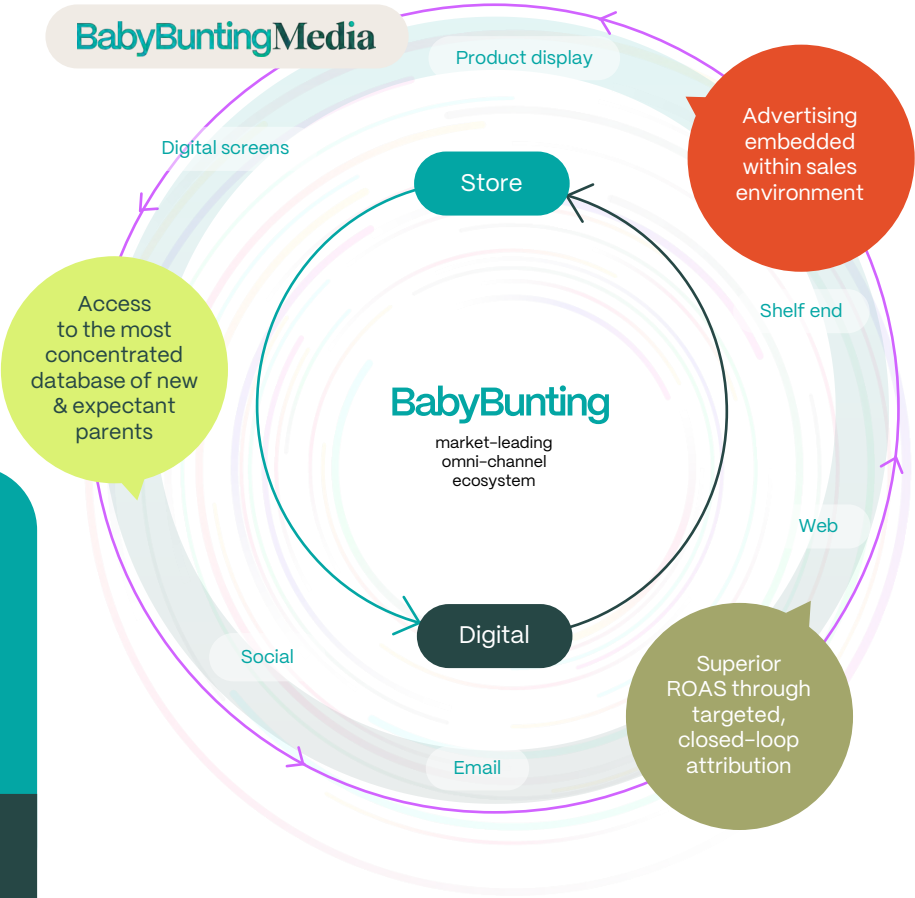 BabyBuntingMedia
Product display
Digital screens
Advertising
embedded
within sales
environment
Store
Access
to the most
concentrated
database of new
& expectant
parents
Shelf end
BabyBunting
market-leading
omni-channel
ecosystem
Web
Digital
Social
Superior
ROAS through
targeted,
closed-loop
attribution
Email